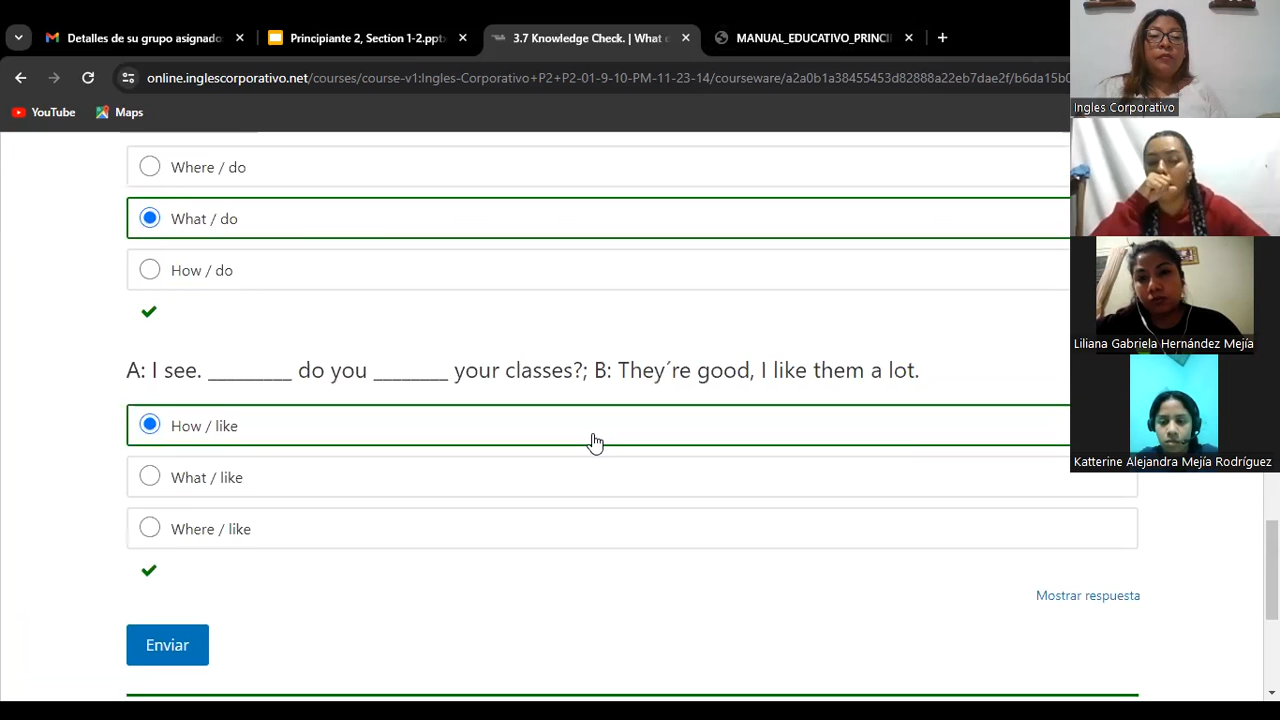 Detalles de su grupo asignado
Principiante 2, Section 1-2.ppt
3.7 Knowledge Check. | What
MANUAL_EDUCATIVO_PRINCI
online.inglescorporativo.net/courses/course-v1:Ingles-Corporativo+P2+P2-01-9-10-PM-11-23-14/courseware/a2a0b1a38455453d82888a22eb7dae2f/b6da15b0
YouTube
Maps
Where / do
What / do
How / do
A: I see. _________ do you ________ your classes?; B: They´re good, I like them a lot.
How / like
What / like
Where / like
Mostrar respuesta
Enviar
Ingles Corporativo
Liliana Gabriela Hernández Mejía
Katterine Alejandra Mejía Rodríguez